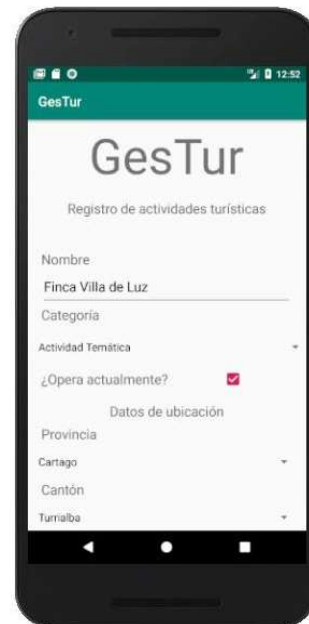 12:52
GesTur
GesTur
Registro de actividades turísticas
Nombre
Finca Villa de Luz
Categoría
Actividad Temática
¿Opera actualmente?
Datos de ubicación
Provincia
Cartago
Cantón
Turrialba